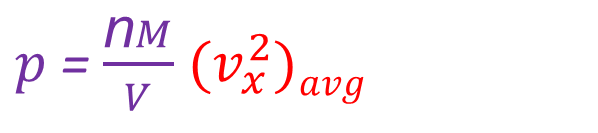 p = nM/V (v_x^2)_avg